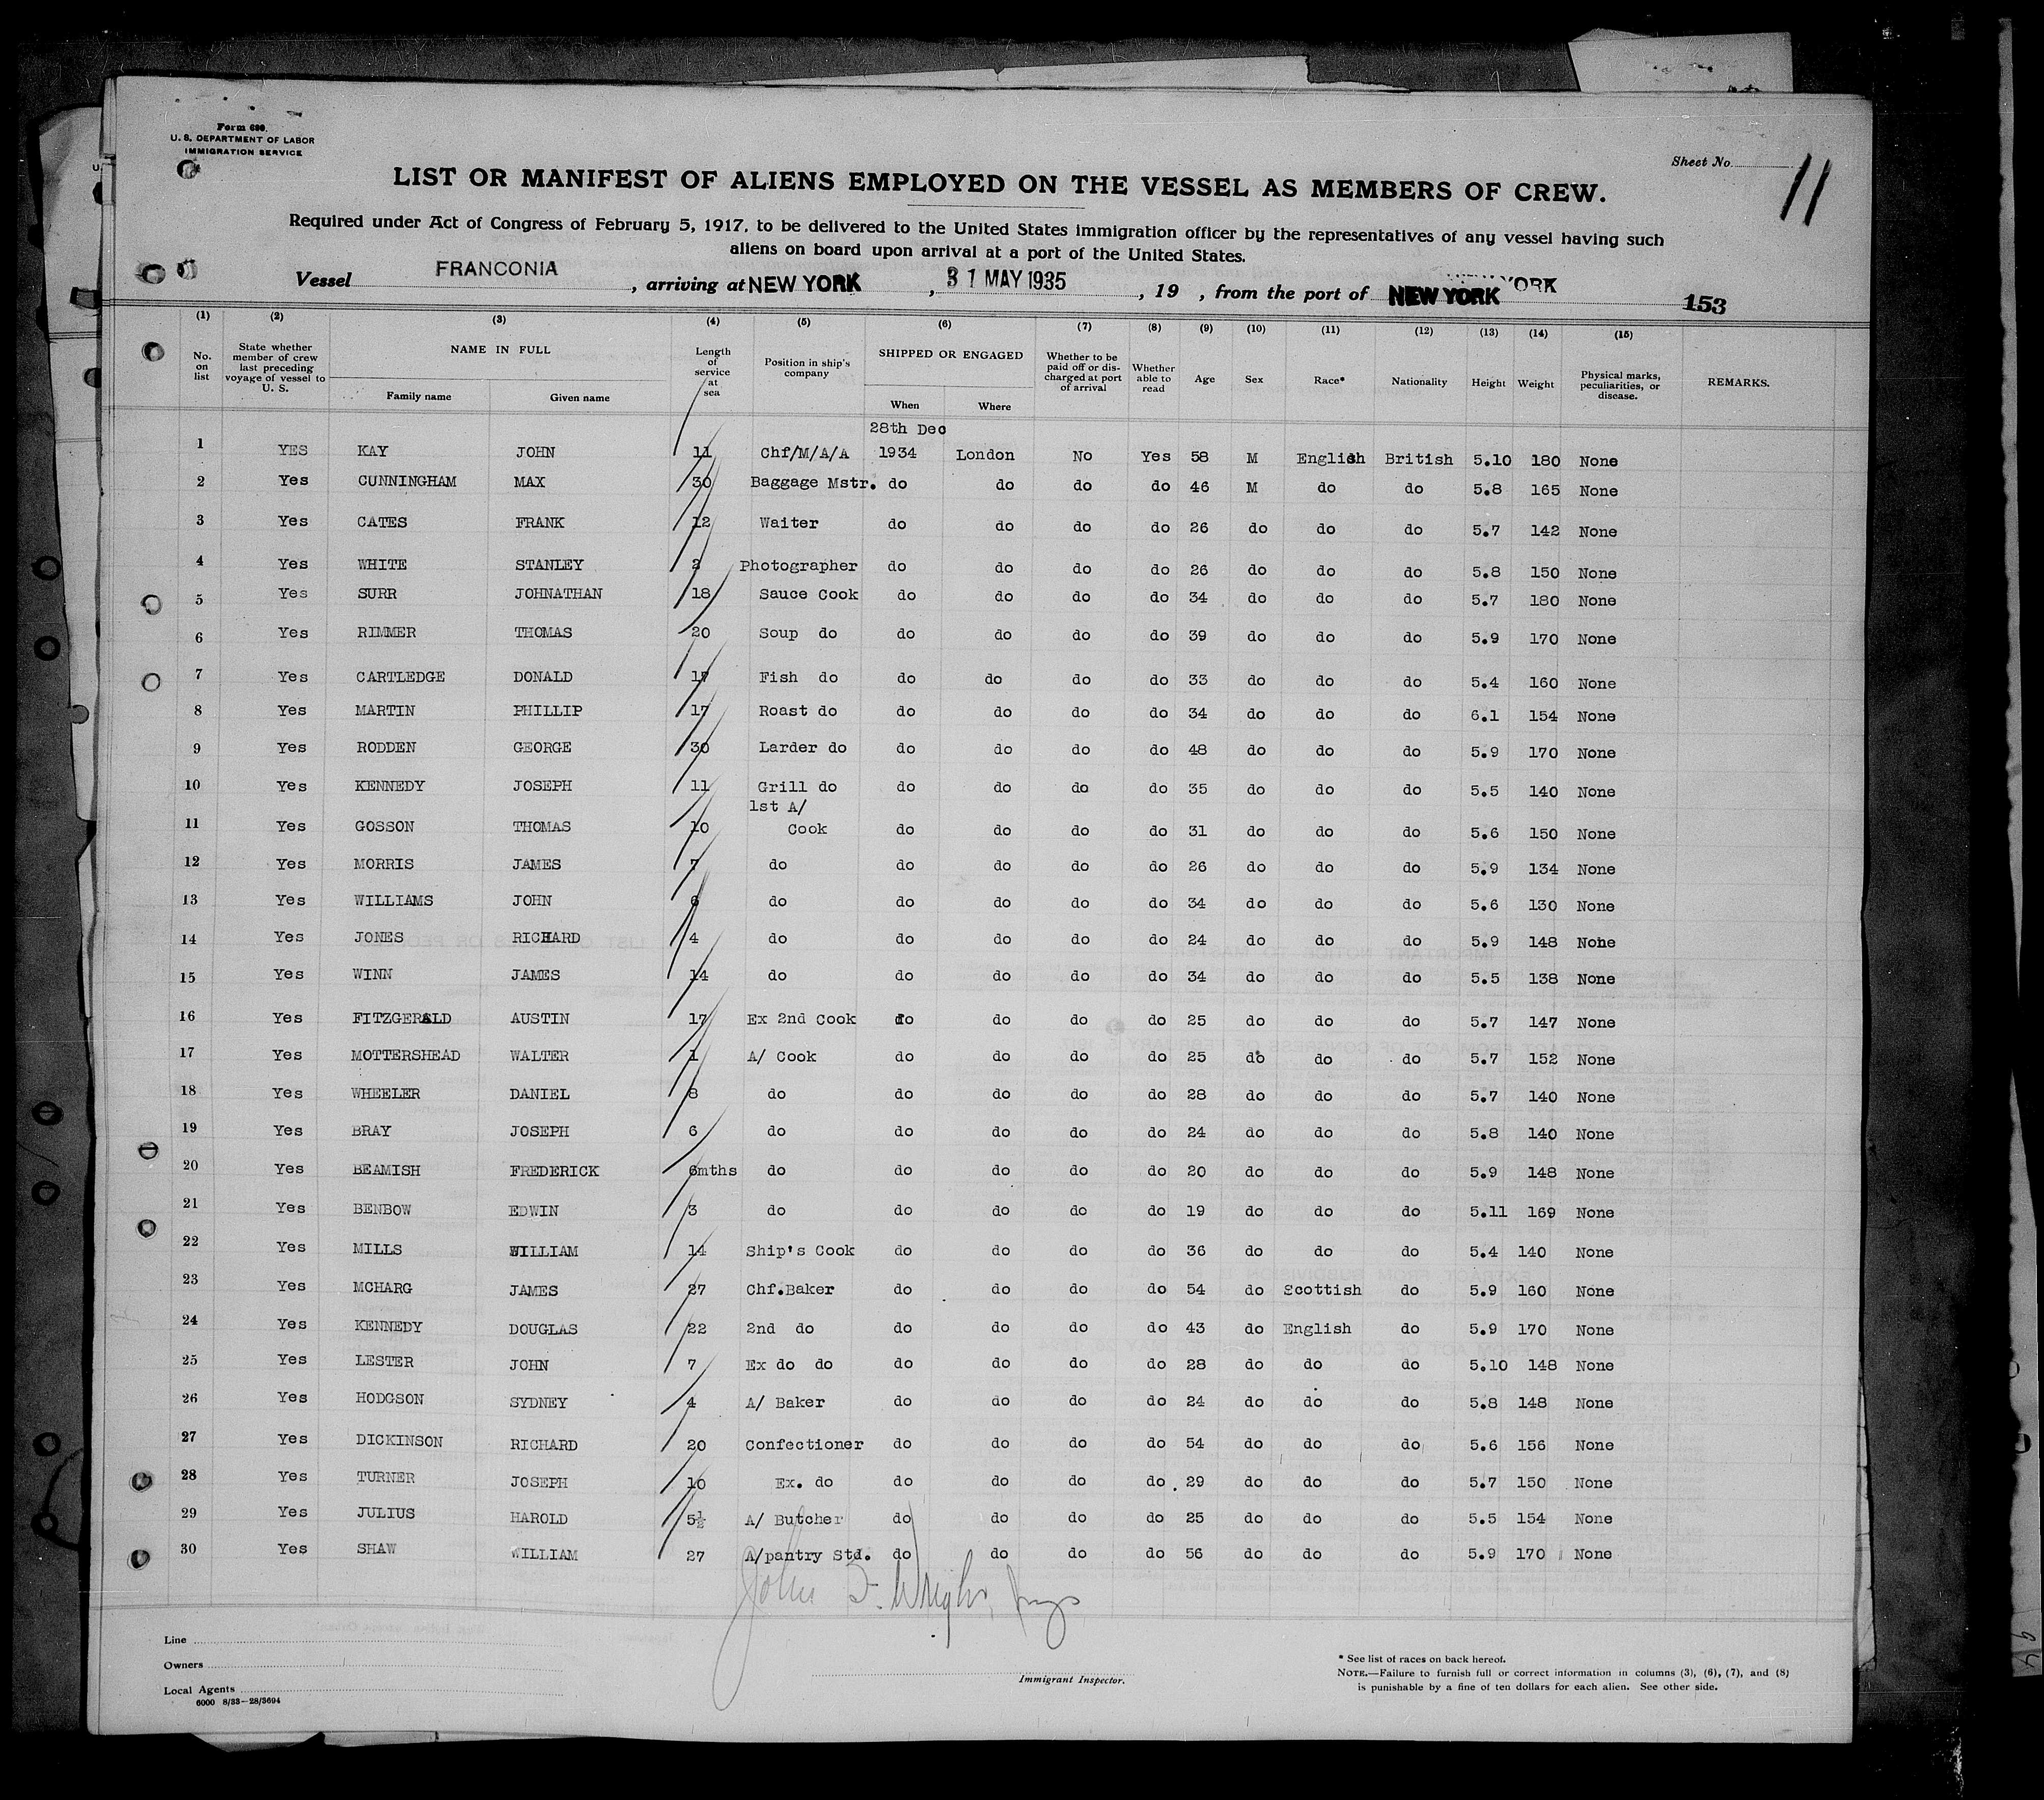 Form 680.
U. S. DEPARTMENT OF LABOR
IMMIGRATION SERVICE
Sheet No. 11
LIST OR MANIFEST OF ALIENS EMPLOYED ON THE VESSEL AS MEMBERS OF CREW.
Required under Act of Congress of February 5, 1917, to be delivered to the United States immigration officer by the representatives of any vessel having such
aliens on board upon arrival at a port of the United States.
Vessel FRANCONIA , arriving at NEW YORK , 31 MAY 1935 , 19 , from the port of NEW YORK 153
(1) (2) (3) (4) (5) (6) (7) (8) (9) (10) (11) (12) (13) (14) (15)
No. on list State whether member of crew last preceding voyage of vessel to U. S. NAME IN FULL Family name Given name Length of service at sea Position in ship's company SHIPPED OR ENGAGED When Where Whether to be paid off or discharged at port of arrival Whether able to read Age Sex Race* Nationality Height Weight Physical marks, peculiarities, or disease. REMARKS.
28th Dec
1 YES KAY JOHN 11 Chf/M/A/A 1934 London No Yes 58 M English British 5.10 180 None
2 Yes CUNNINGHAM MAX 30 Baggage Mstr. do do do do 46 M do do 5.8 165 None
3 Yes CATES FRANK 12 Waiter do do do do 26 do do do 5.7 142 None
4 Yes WHITE STANLEY 2 Photographer do do do do 26 do do do 5.8 150 None
5 Yes SURR JOHNATHAN 18 Sauce Cook do do do do 34 do do do 5.7 180 None
6 Yes RIMMER THOMAS 20 Soup do do do do do 39 do do do 5.9 170 None
7 Yes CARTLEDGE DONALD 17 Fish do do do do do 33 do do do 5.4 160 None
8 Yes MARTIN PHILLIP 17 Roast do do do do do 34 do do do 6.1 154 None
9 Yes RODDEN GEORGE 30 Larder do do do do do 48 do do do 5.9 170 None
10 Yes KENNEDY JOSEPH 11 Grill do do do do do 35 do do do 5.5 140 None
1st A/
11 Yes GOSSON THOMAS 10 Cook do do do do 31 do do do 5.6 150 None
12 Yes MORRIS JAMES 7 do do do do do 26 do do do 5.9 134 None
13 Yes WILLIAMS JOHN 6 do do do do do 34 do do do 5.6 130 None
14 Yes JONES RICHARD 4 do do do do do 24 do do do 5.9 148 None
15 Yes WINN JAMES 14 do do do do do 34 do do do 5.5 138 None
16 Yes FITZGERALD AUSTIN 17 Ex 2nd Cook do do do do 25 do do do 5.7 147 None
17 Yes MOTTERSHEAD WALTER 1 A/ Cook do do do do 25 do do do 5.7 152 None
18 Yes WHEELER DANIEL 8 do do do do do 28 do do do 5.7 140 None
19 Yes BRAY JOSEPH 6 do do do do do 24 do do do 5.8 140 None
20 Yes BEAMISH FREDERICK 6mths do do do do do 20 do do do 5.9 148 None
21 Yes BENBOW EDWIN 3 do do do do do 19 do do do 5.11 169 None
22 Yes MILLS WILLIAM 14 Ship's Cook do do do do 36 do do do 5.4 140 None
23 Yes MCHARG JAMES 27 Chf.Baker do do do do 54 do Scottish do 5.9 160 None
24 Yes KENNEDY DOUGLAS 22 2nd do do do do do 43 do English do 5.9 170 None
25 Yes LESTER JOHN 7 Ex do do do do do do 28 do do do 5.10 148 None
26 Yes HODGSON SYDNEY 4 A/ Baker do do do do 24 do do do 5.8 148 None
27 Yes DICKINSON RICHARD 20 Confectioner do do do do 54 do do do 5.6 156 None
28 Yes TURNER JOSEPH 10 Ex. do do do do do 29 do do do 5.7 150 None
29 Yes JULIUS HAROLD 5½ A/ Butcher do do do do 25 do do do 5.5 154 None
30 Yes SHAW WILLIAM 27 A/pantry Std. do do do do 56 do do do 5.9 170 None
John
Line
Owners
Local Agents
6000 8/33-28/3694
Immigrant Inspector.
* See list of races on back hereof.
NOTE.—Failure to furnish full or correct information in columns (3), (6), (7), and (8)
is punishable by a fine of ten dollars for each alien. See other side.